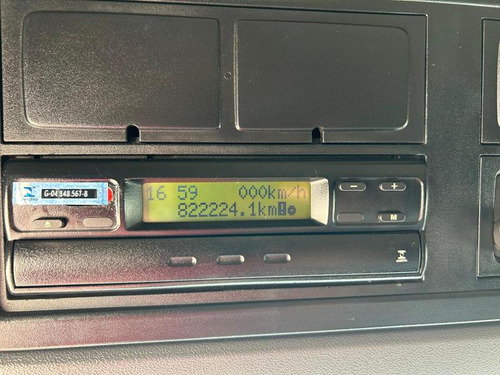 G-04.848.567-8
16 59 000km/h
822224.1km
- +
M